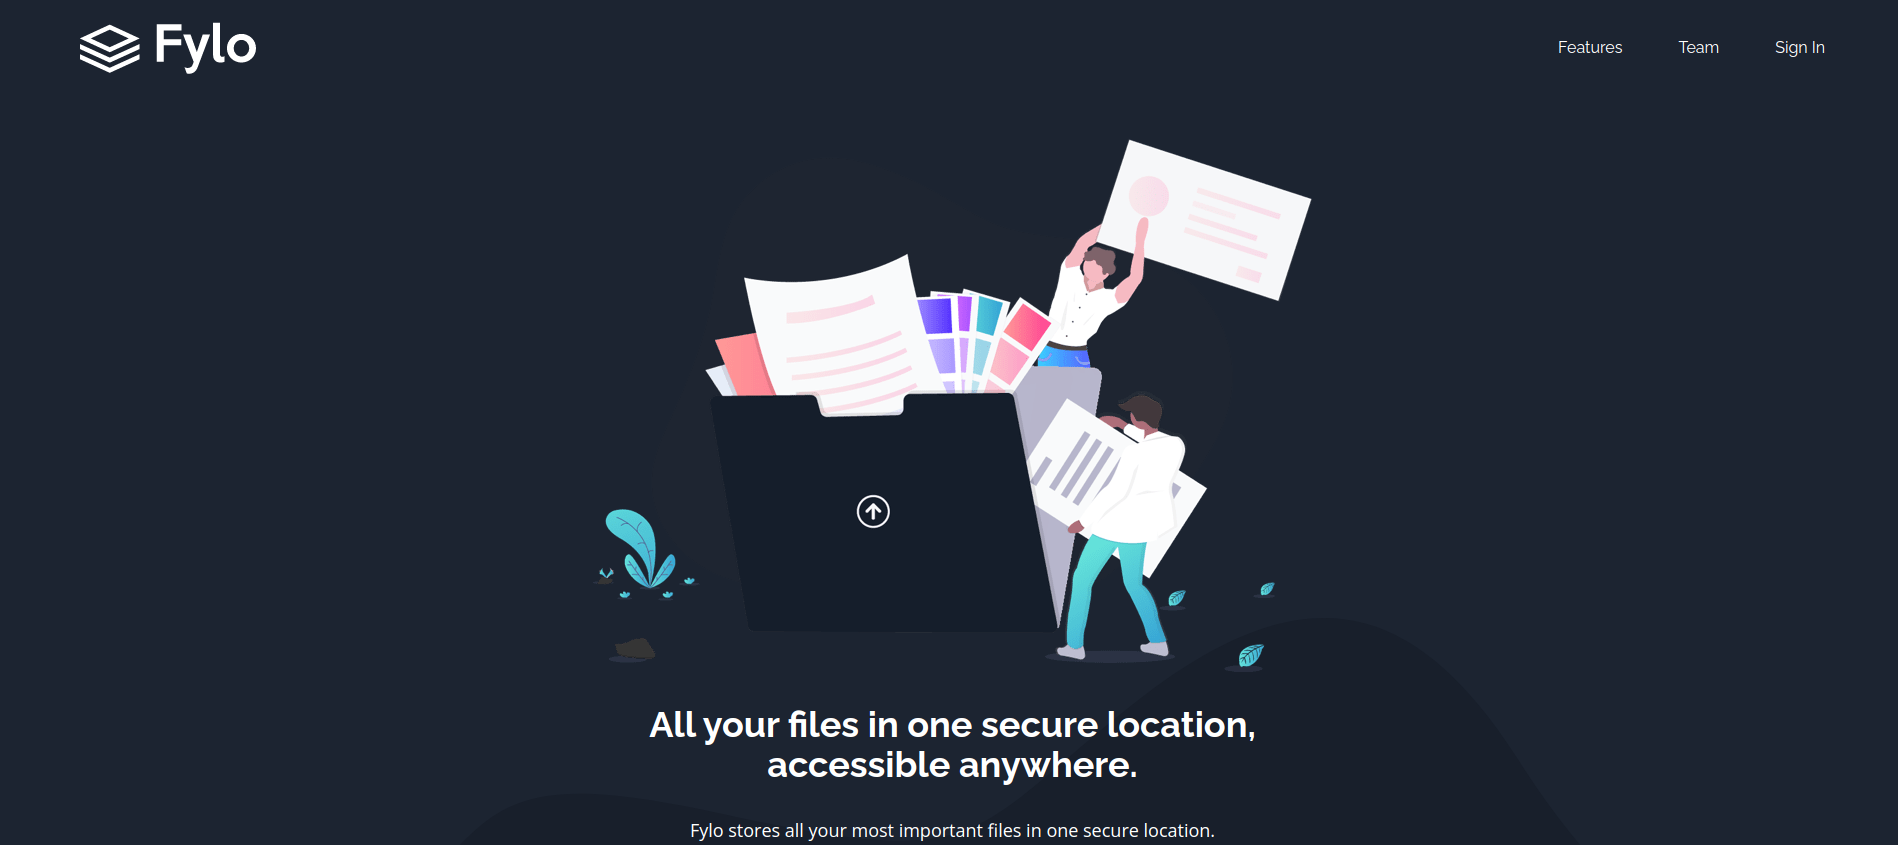 Fylo
Features
Team
Sign In
All your files in one secure location,
accessible anywhere.
Fylo stores all your most important files in one secure location.